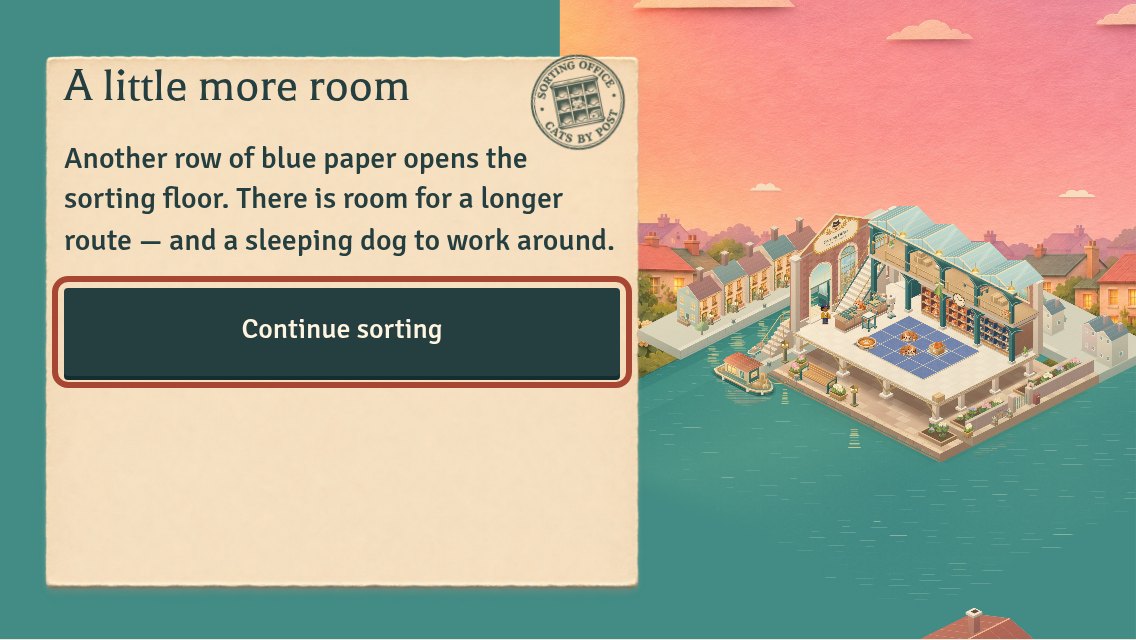 A little more room
SORTING OFFICE
CATS BY POST
Another row of blue paper opens the
sorting floor. There is room for a longer
route — and a sleeping dog to work around.
Continue sorting